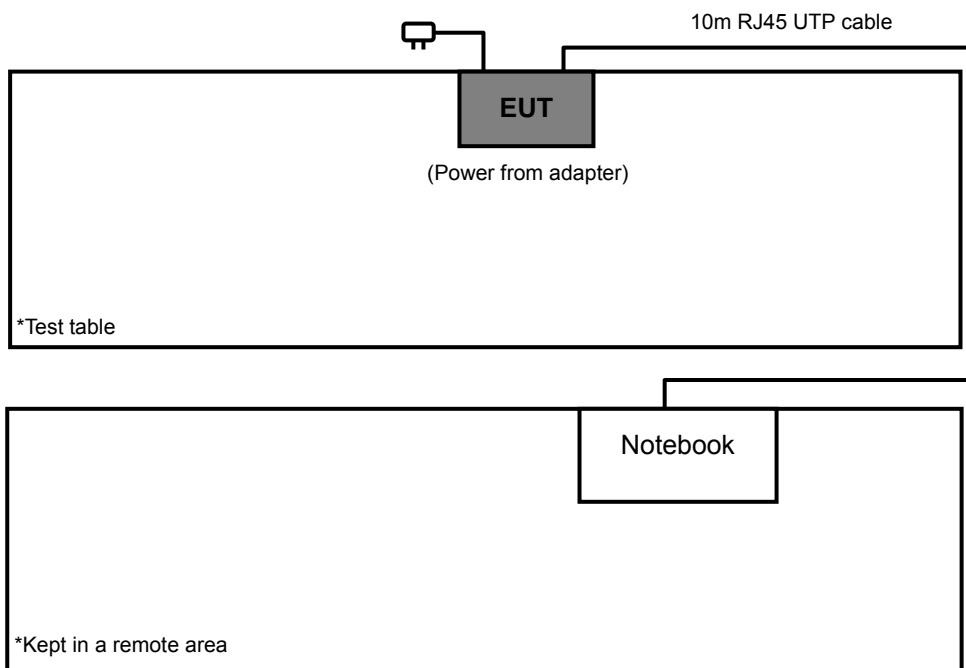 10m RJ45 UTP cable
EUT
(Power from adapter)
*Test table
Notebook
*Kept in a remote area